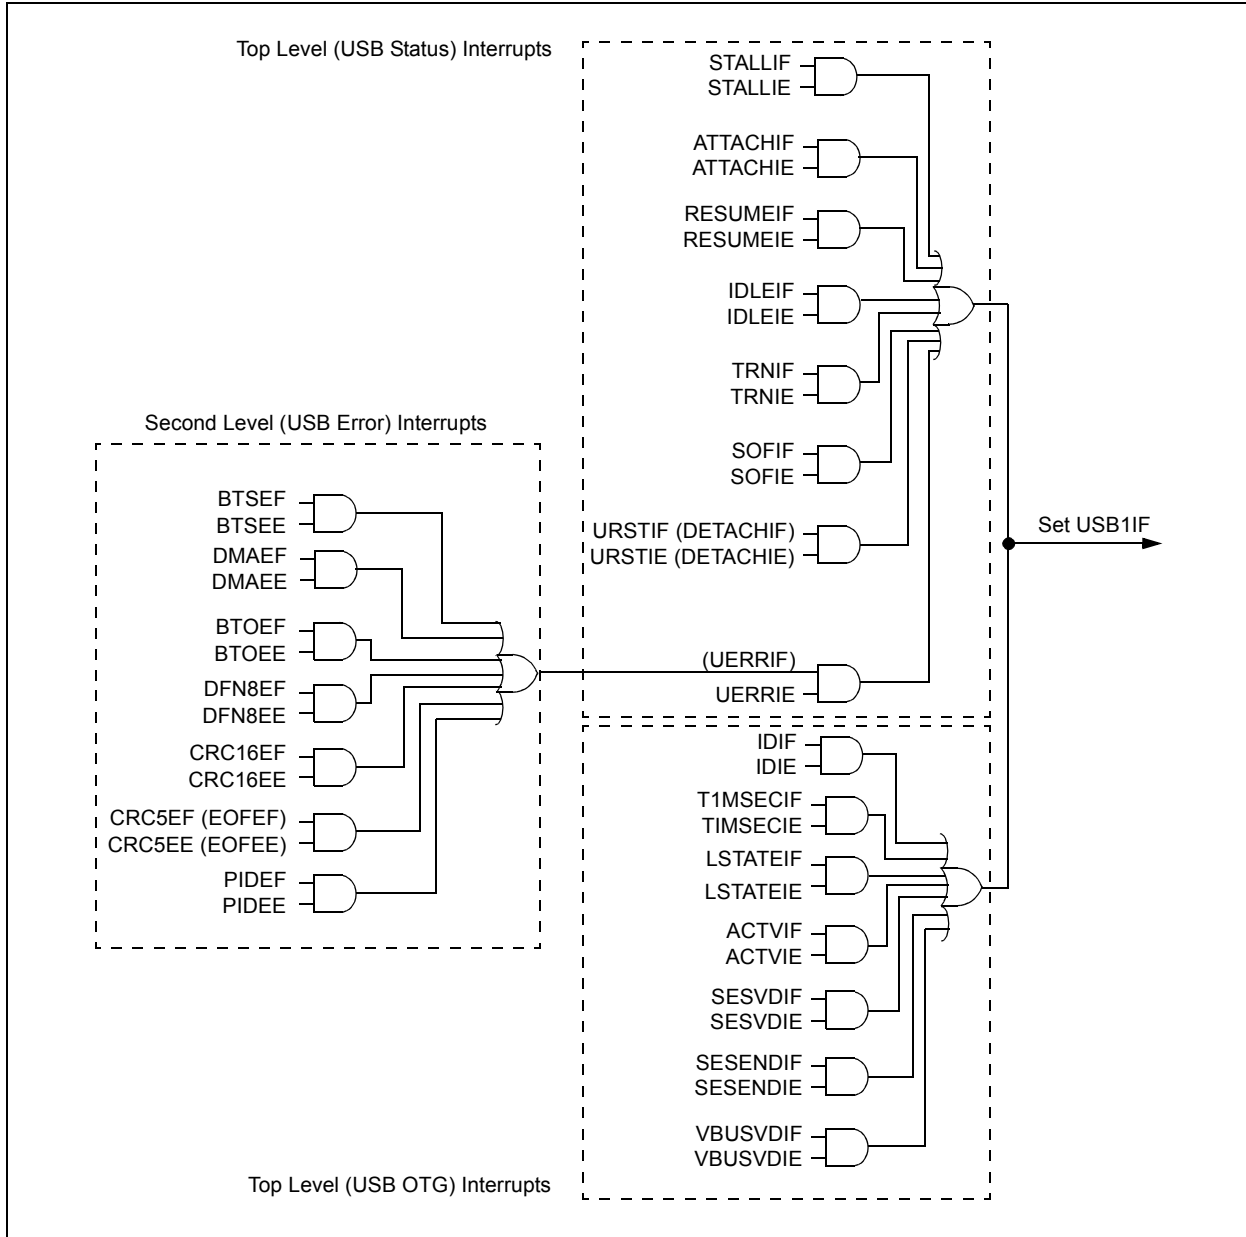 Top Level (USB Status) Interrupts
STALLIF
STALLIE
ATTACHIF
ATTACHIE
RESUMEIF
RESUMEIE
IDLEIF
IDLEIE
TRNIF
TRNIE
SOFIF
SOFIE
URSTIF (DETACHIF)
URSTIE (DETACHIE)
(UERRIF)
UERRIE
Second Level (USB Error) Interrupts
BTSEF
BTSEE
DMAEF
DMAEE
BTOEF
BTOEE
DFN8EF
DFN8EE
CRC16EF
CRC16EE
CRC5EF (EOFEF)
CRC5EE (EOFEE)
PIDEF
PIDEE
Set USB1IF
IDIF
IDIE
T1MSECIF
TIMSECIE
LSTATEIF
LSTATEIE
ACTVIF
ACTVIE
SESVDIF
SESVDIE
SESENDIF
SESENDIE
VBUSVDIF
VBUSVDIE
Top Level (USB OTG) Interrupts